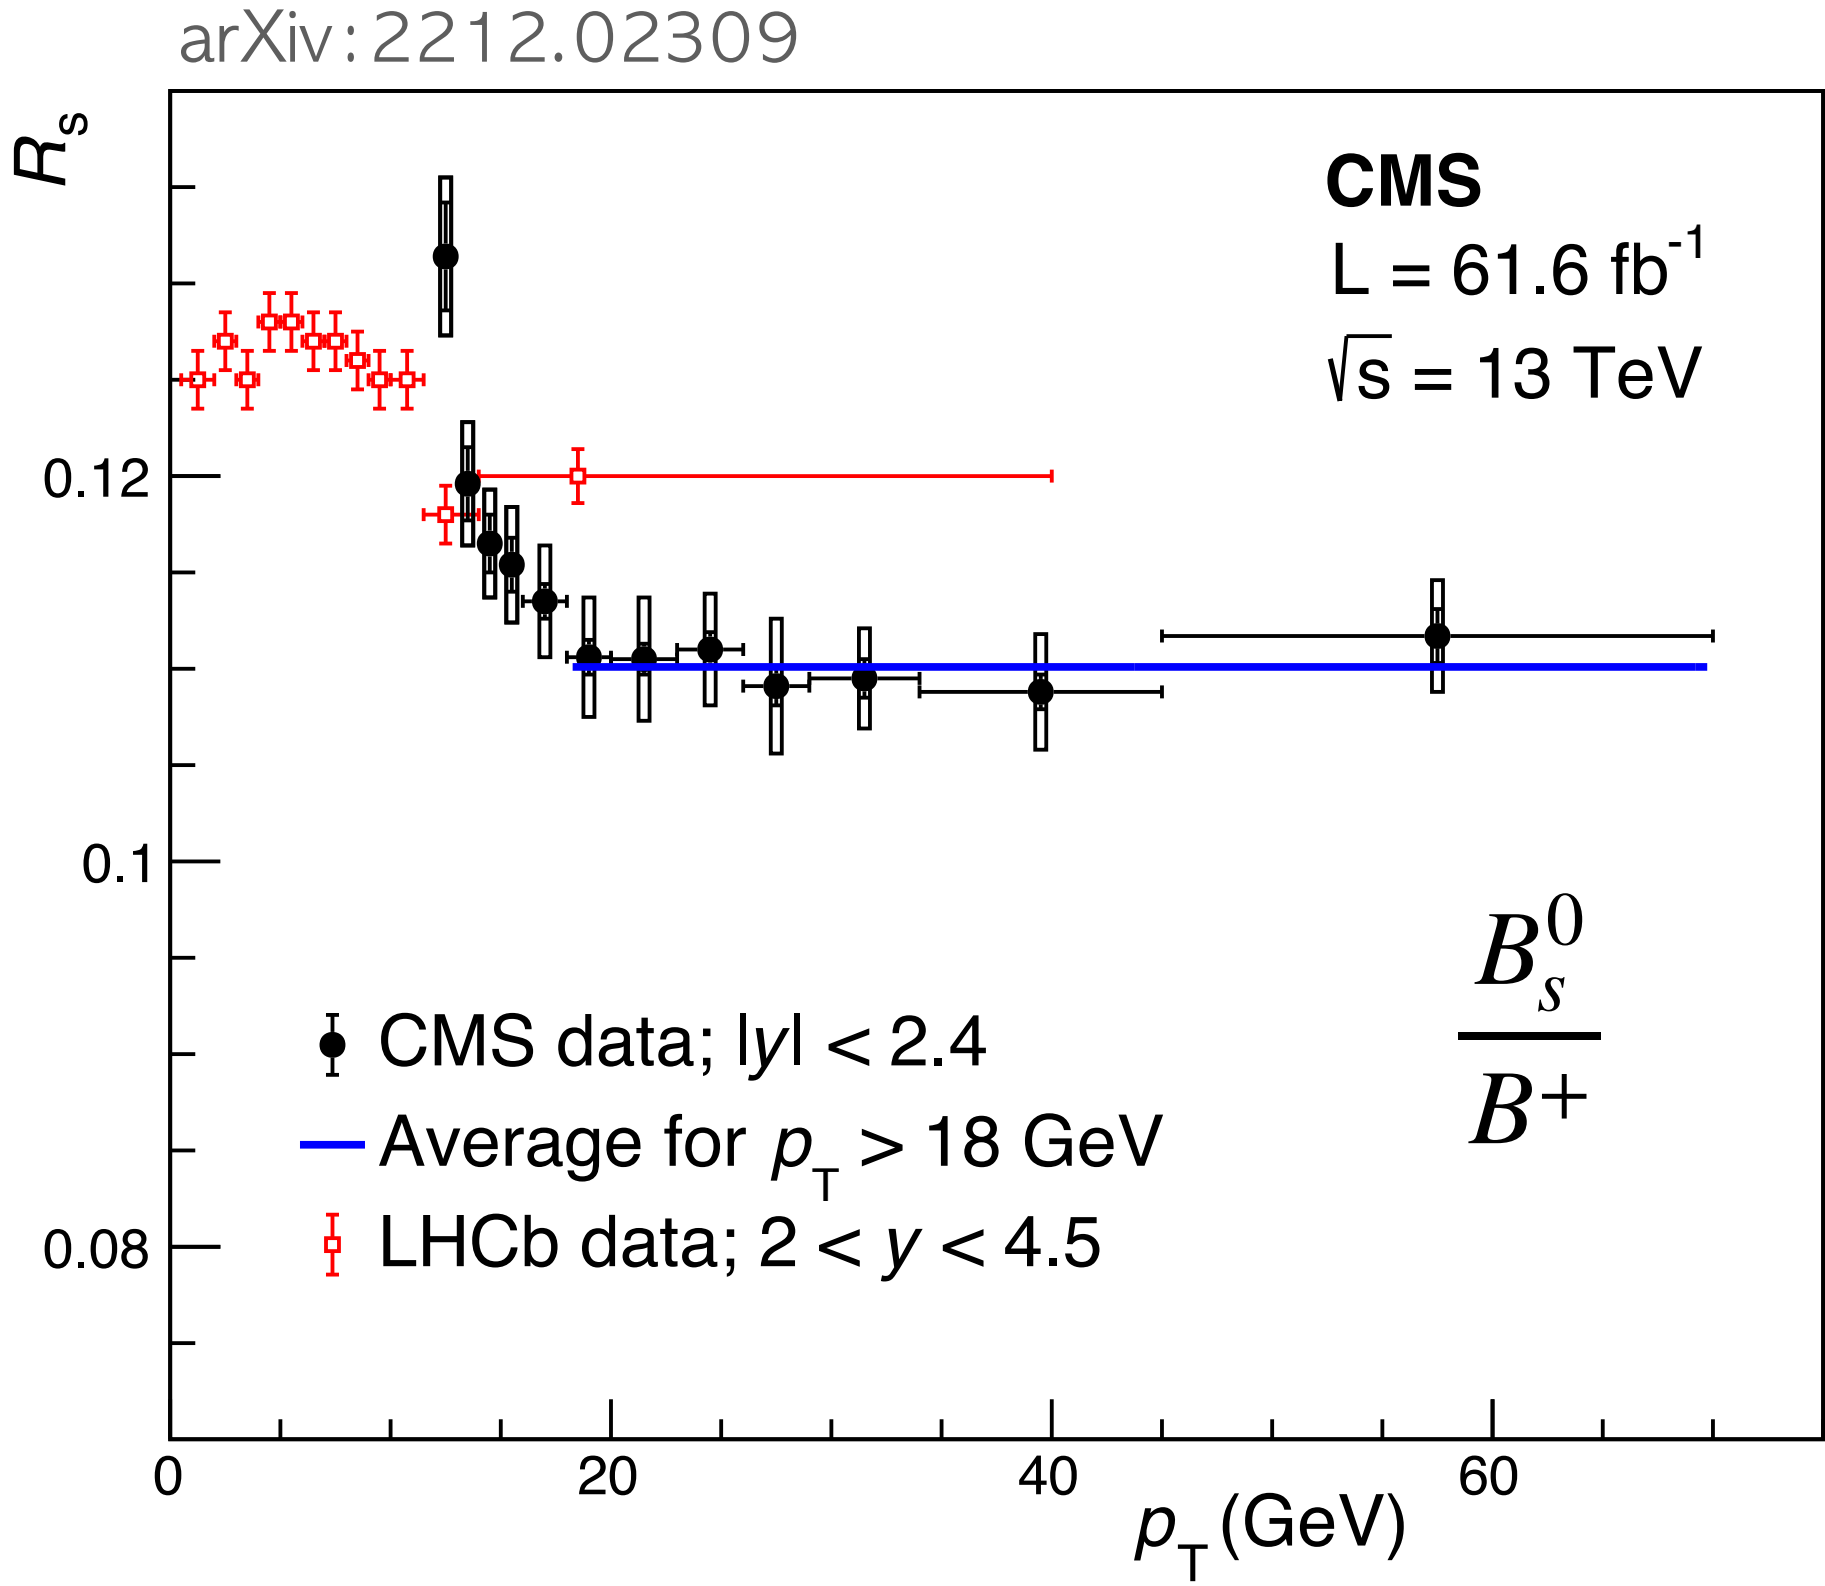 arXiv:2212.02309
R_s
CMS
L = 61.6 fb⁻¹
√s = 13 TeV
0.12
0.1
0.08
B_s^0
B⁺
CMS data; |y| < 2.4
Average for p_T > 18 GeV
LHCb data; 2 < y < 4.5
0 20 40 60
p_T (GeV)